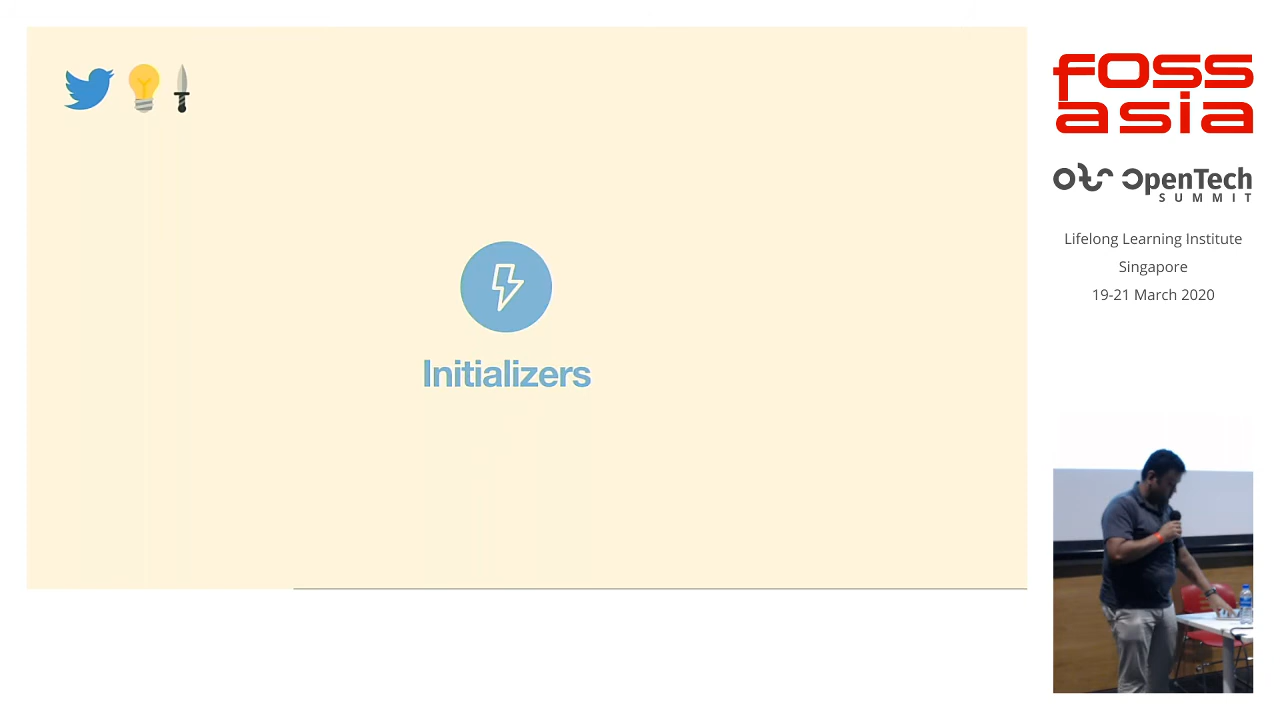 Initializers
foss
asia
OpenTech
SUMMIT
Lifelong Learning Institute
Singapore
19-21 March 2020